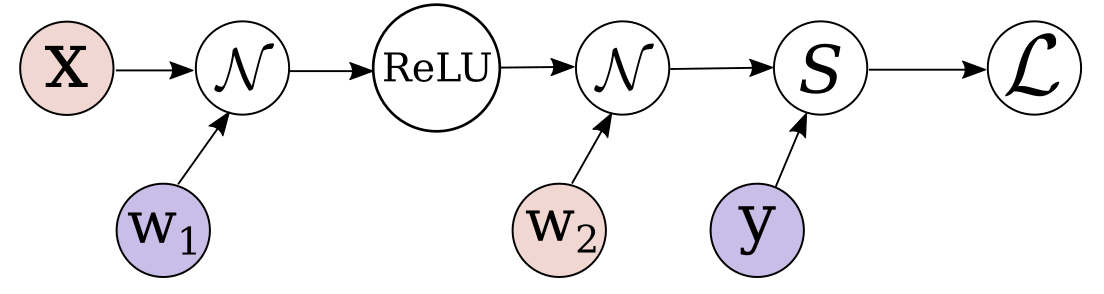 x 𝒩 ReLU 𝒩 S ℒ
w₁ w₂ y